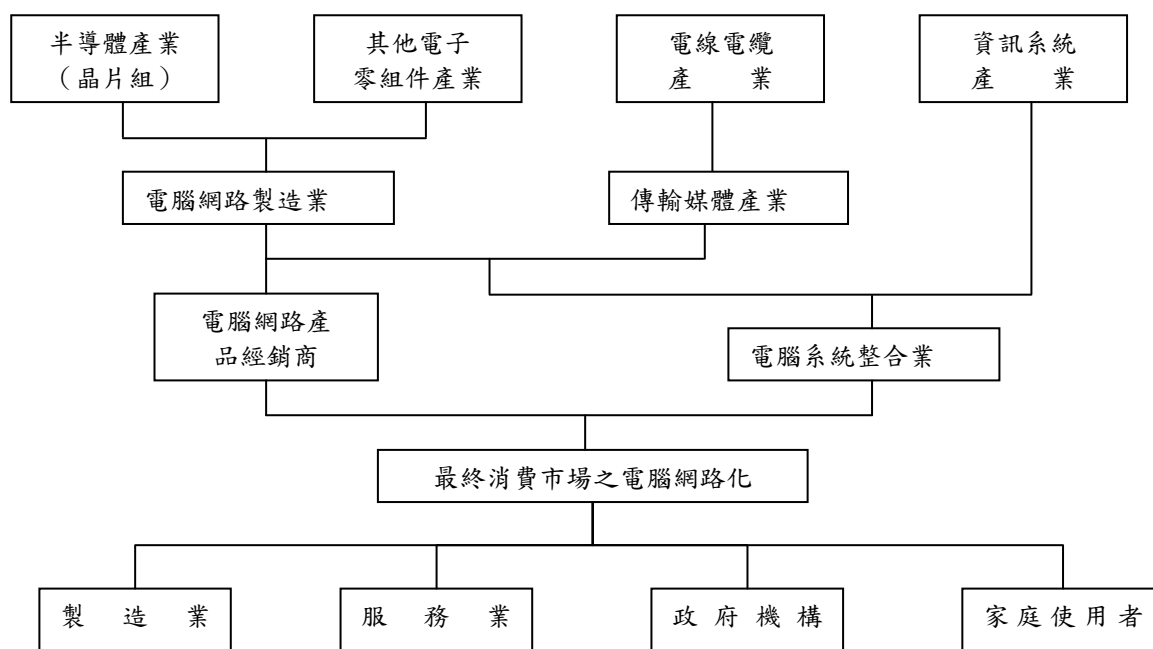 半導體產業
（晶片組）
其他電子
零組件產業
電線電纜
產業
資訊系統
產業
電腦網路製造業
傳輸媒體產業
電腦網路產
品經銷商
電腦系統整合業
最終消費市場之電腦網路化
製造業
服務業
政府機構
家庭使用者